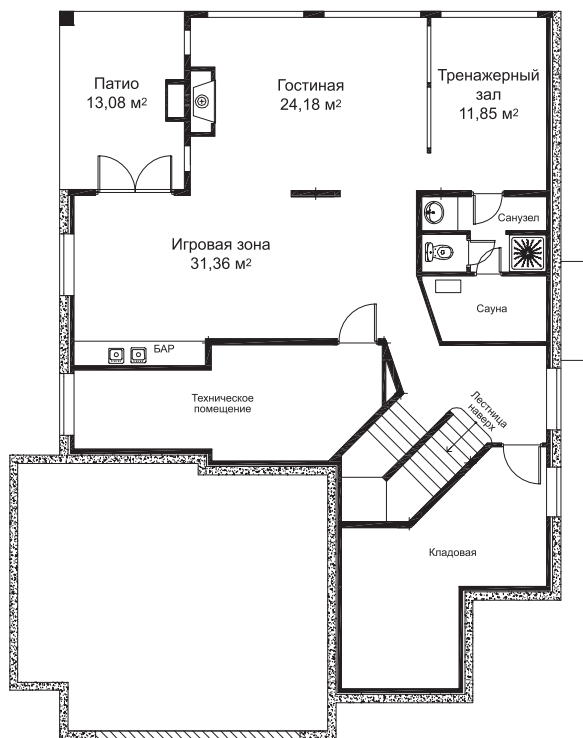 Патио
13,08 м2
Гостиная
24,18 м2
Тренажерный
зал
11,85 м2
Санузел
Игровая зона
31,36 м2
Сауна
БАР
Техническое
помещение
Лестница
наверх
Кладовая